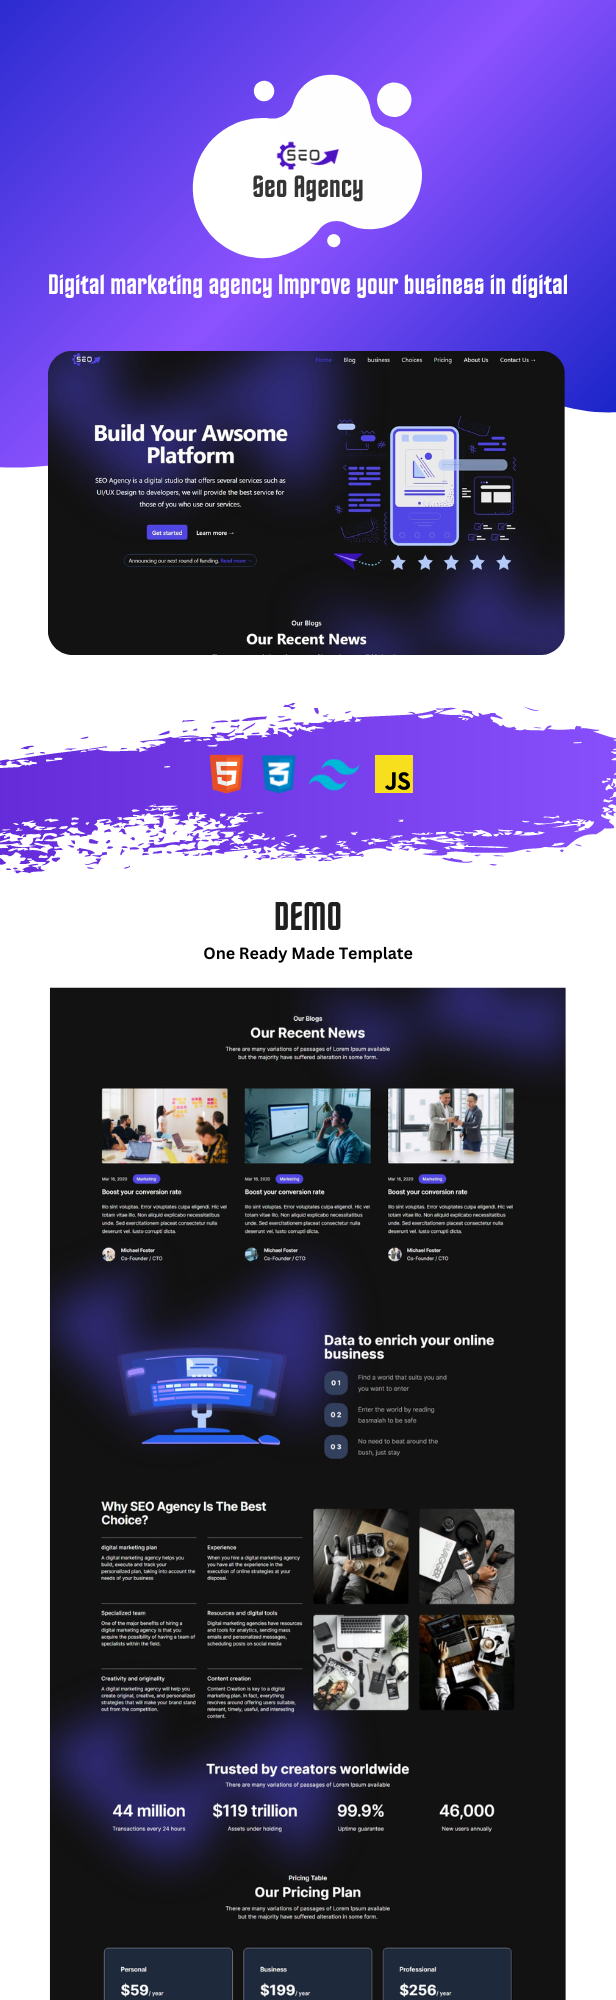 SEO
Seo Agency
Digital marketing agency Improve your business in digital
SEO
Home Blog business Choices Pricing About Us Contact Us →
Build Your Awsome
Platform
SEO Agency is a digital studio that offers several services such as
UI/UX Design to developers, we will provide the best service for
those of you who use our services.
Get started Learn more →
Announcing our next round of funding. Read more →
Our Blogs
Our Recent News
5 3 JS
DEMO
One Ready Made Template
Our Blogs
Our Recent News
There are many variations of passages of Lorem Ipsum available
but the majority have suffered alteration in some form.
Mar 16, 2020 Marketing
Boost your conversion rate
Illo sint voluptas. Error voluptates culpa eligendi. Hic vel
totam vitae illo. Non aliquid explicabo necessitatibus
unde. Sed exercitationem placeat consectetur nulla
deserunt vel. Iusto corrupti dicta.
Michael Foster
Co-Founder / CTO
Mar 16, 2020 Marketing
Boost your conversion rate
Illo sint voluptas. Error voluptates culpa eligendi. Hic vel
totam vitae illo. Non aliquid explicabo necessitatibus
unde. Sed exercitationem placeat consectetur nulla
deserunt vel. Iusto corrupti dicta.
Michael Foster
Co-Founder / CTO
Mar 16, 2020 Marketing
Boost your conversion rate
Illo sint voluptas. Error voluptates culpa eligendi. Hic vel
totam vitae illo. Non aliquid explicabo necessitatibus
unde. Sed exercitationem placeat consectetur nulla
deserunt vel. Iusto corrupti dicta.
Michael Foster
Co-Founder / CTO
Data to enrich your online
business
01
Find a world that suits you and
you want to enter
02
Enter the world by reading
basmalah to be safe
03
No need to beat around the
bush, just stay
Why SEO Agency Is The Best
Choice?
digital marketing plan
A digital marketing agency helps you
build, execute and track your
personalized plan, taking into account the
needs of your business
Experience
When you hire a digital marketing agency
you have all the experience in the
execution of online strategies at your
disposal.
Specialized team
One of the major benefits of hiring a
digital marketing agency is that you
acquire the possibility of having a team of
specialists within the field.
Resources and digital tools
Digital marketing agencies have resources
and tools for analytics, sending mass
emails and personalized messages,
scheduling posts on social media
Creativity and originality
A digital marketing agency will help you
create original, creative, and personalized
strategies that will make your brand stand
out from the competition.
Content creation
Content Creation is key to a digital
marketing plan. In fact, everything
revolves around offering users suitable,
relevant, timely, useful, and interesting
content.
Trusted by creators worldwide
There are many variations of passages of Lorem Ipsum available
44 million $119 trillion 99.9% 46,000
Transactions every 24 hours Assets under holding Uptime guarantee New users annually
Pricing Table
Our Pricing Plan
There are many variations of passages of Lorem Ipsum available
but the majority have suffered alteration in some form.
Personal Business Professional
$59/ year $199/ year $256/ year